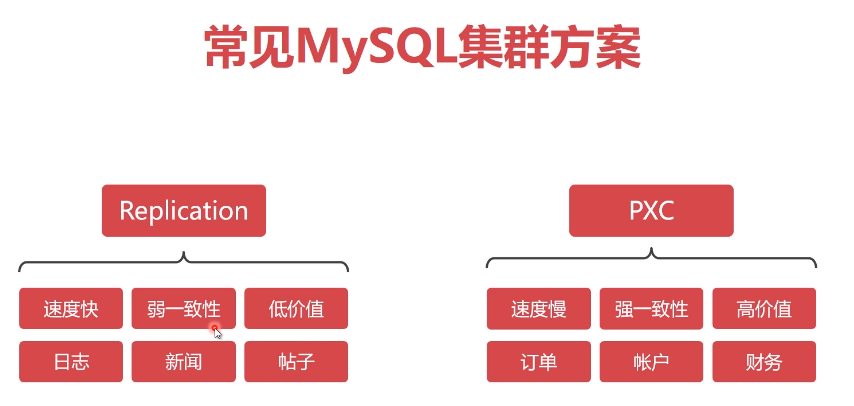 常见MySQL集群方案
Replication
PXC
速度快 弱一致性 低价值
速度慢 强一致性 高价值
日志 新闻 帖子
订单 帐户 财务